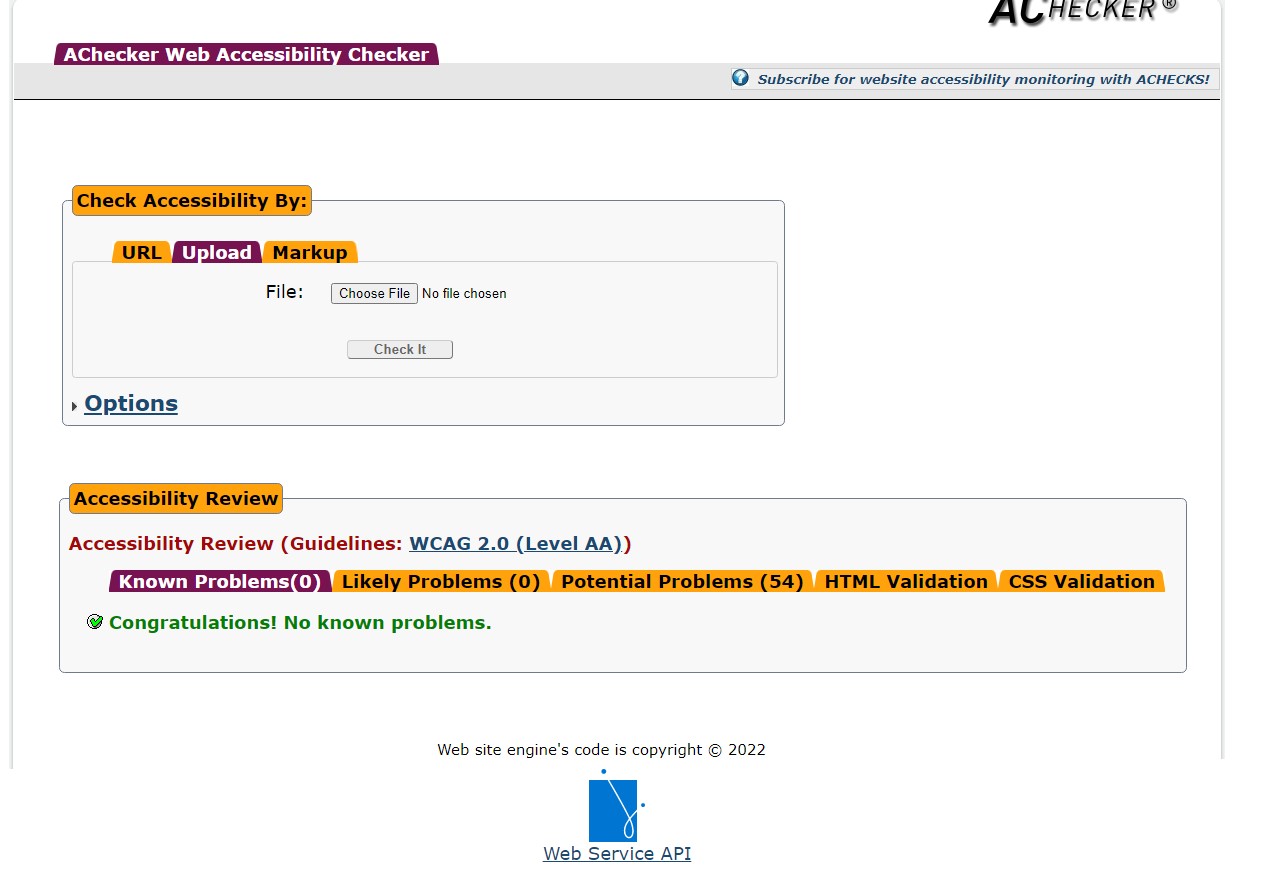 ACHECKER ®
AChecker Web Accessibility Checker
Subscribe for website accessibility monitoring with ACHECKS!
Check Accessibility By:
URL Upload Markup
File: Choose File No file chosen
Check It
Options
Accessibility Review
Accessibility Review (Guidelines: WCAG 2.0 (Level AA))
Known Problems(0) Likely Problems (0) Potential Problems (54) HTML Validation CSS Validation
Congratulations! No known problems.
Web site engine's code is copyright © 2022
Web Service API